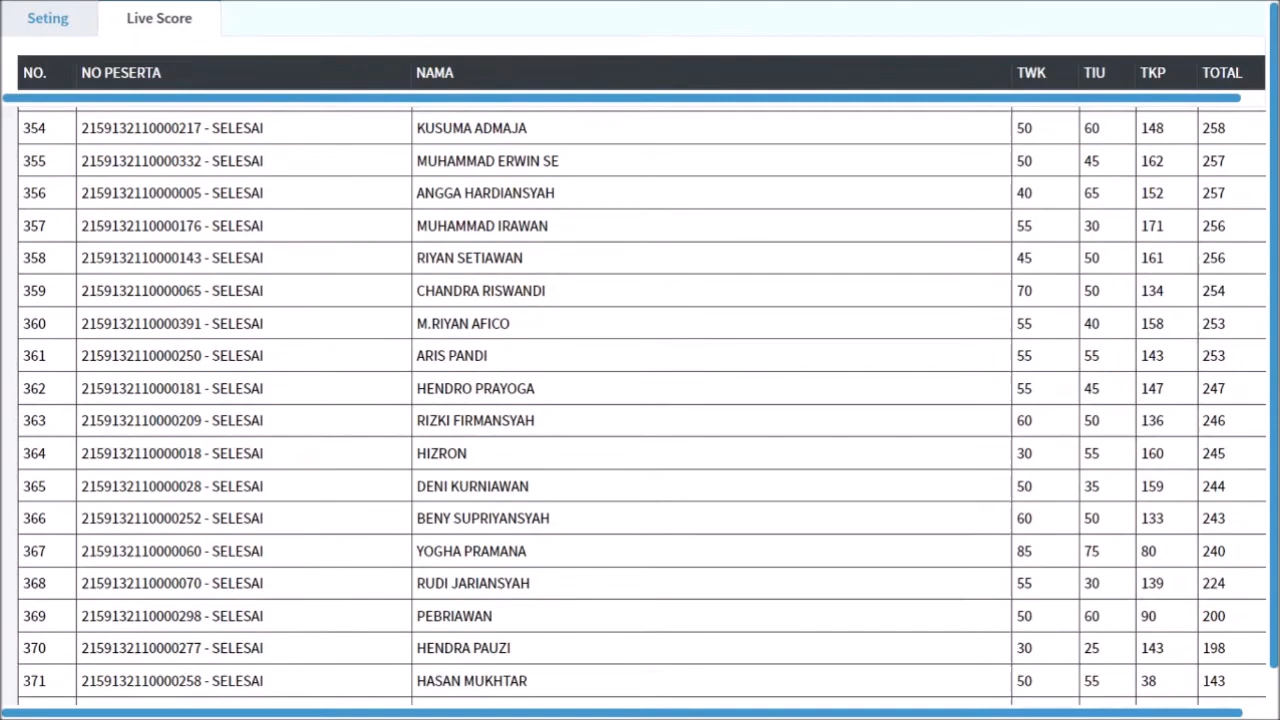 Seting Live Score
NO. NO PESERTA NAMA TWK TIU TKP TOTAL
354 2159132110000217 - SELESAI KUSUMA ADMAJA 50 60 148 258
355 2159132110000332 - SELESAI MUHAMMAD ERWIN SE 50 45 162 257
356 2159132110000005 - SELESAI ANGGA HARDIANSYAH 40 65 152 257
357 2159132110000176 - SELESAI MUHAMMAD IRAWAN 55 30 171 256
358 2159132110000143 - SELESAI RIYAN SETIAWAN 45 50 161 256
359 2159132110000065 - SELESAI CHANDRA RISWANDI 70 50 134 254
360 2159132110000391 - SELESAI M.RIYAN AFICO 55 40 158 253
361 2159132110000250 - SELESAI ARIS PANDI 55 55 143 253
362 2159132110000181 - SELESAI HENDRO PRAYOGA 55 45 147 247
363 2159132110000209 - SELESAI RIZKI FIRMANSYAH 60 50 136 246
364 2159132110000018 - SELESAI HIZRON 30 55 160 245
365 2159132110000028 - SELESAI DENI KURNIAWAN 50 35 159 244
366 2159132110000252 - SELESAI BENY SUPRIYANSYAH 60 50 133 243
367 2159132110000060 - SELESAI YOGHA PRAMANA 85 75 80 240
368 2159132110000070 - SELESAI RUDI JARIANSYAH 55 30 139 224
369 2159132110000298 - SELESAI PEBRIAWAN 50 60 90 200
370 2159132110000277 - SELESAI HENDRA PAUZI 30 25 143 198
371 2159132110000258 - SELESAI HASAN MUKHTAR 50 55 38 143